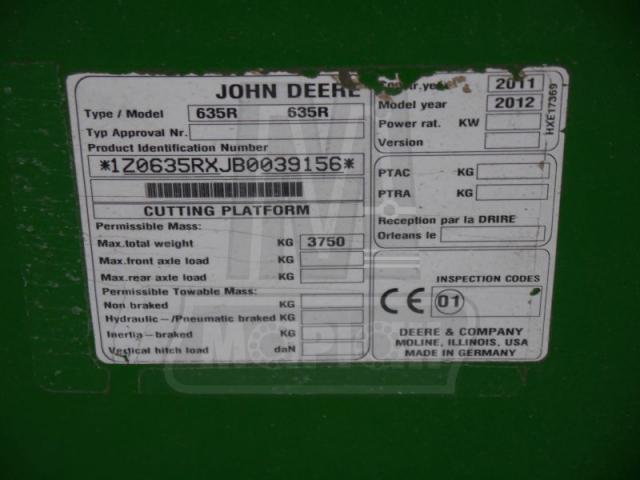 JOHN DEERE
Type / Model 635R 635R
Typ Approval Nr.
Product Identification Number
*1Z0635RXJB0039156*
CUTTING PLATFORM
Permissible Mass:
Max.total weight KG 3750
Max.front axle load KG
Max.rear axle load KG
Permissible Towable Mass:
Non braked KG
Hydraulic-/Pneumatic braked KG
Inertia-braked KG
Vertical hitch load daN
year 2011
Model year 2012
Power rat. KW
Version
HXE17369
PTAC KG
PTRA KG
Reception par la DRIRE
Orleans le
INSPECTION CODES
CE 01
DEERE & COMPANY
MOLINE, ILLINOIS, USA
MADE IN GERMANY